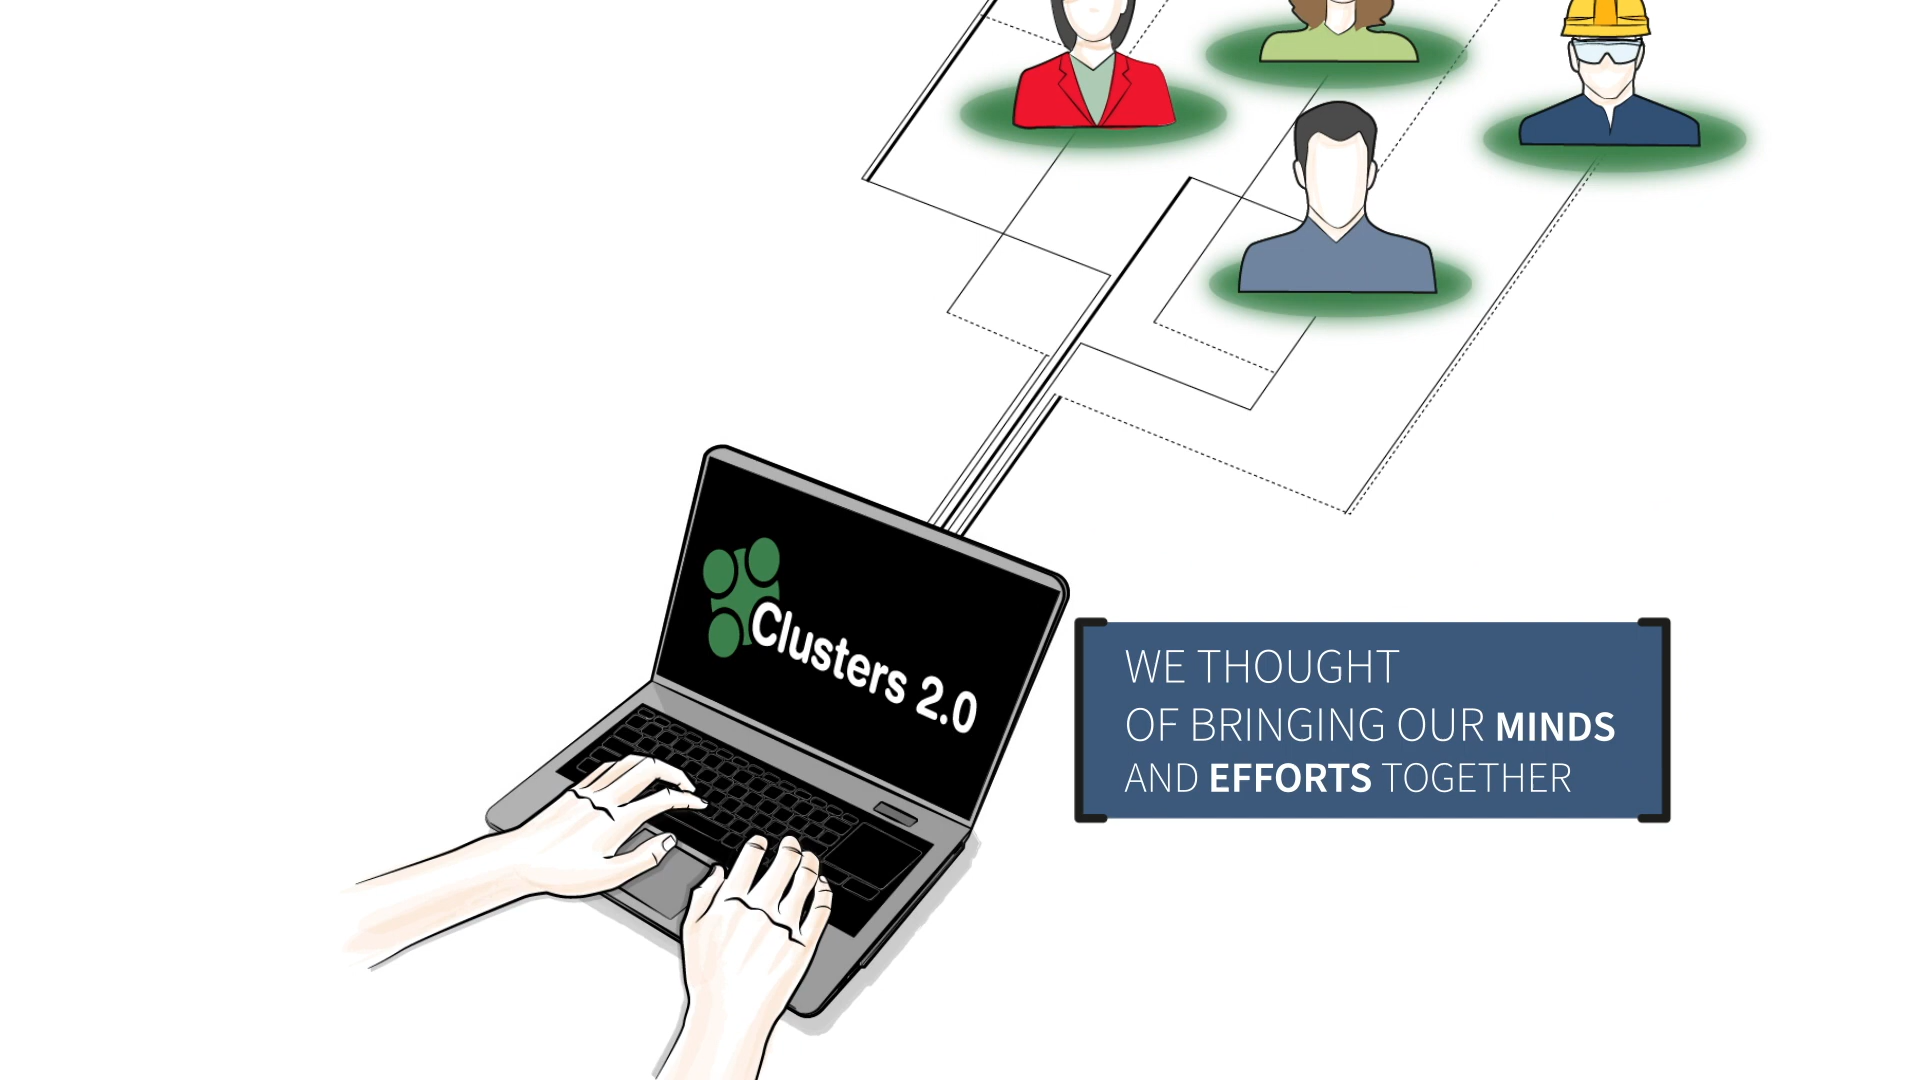 Clusters 2.0
WE THOUGHT
OF BRINGING OUR MINDS
AND EFFORTS TOGETHER